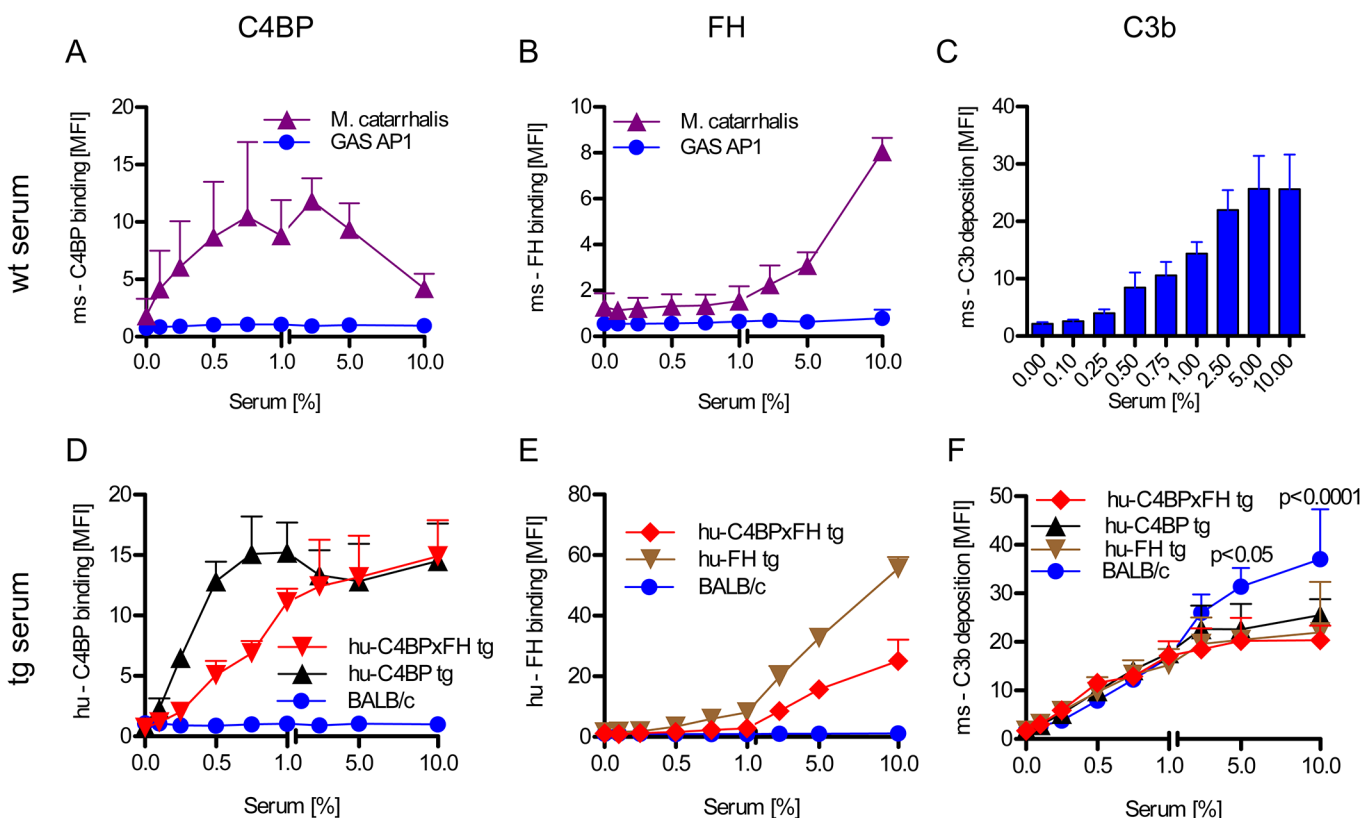 C4BP
FH
C3b
wt serum
A
ms - C4BP binding [MFI]
20
15
10
5
0
M. catarrhalis
GAS AP1
0.0 0.5 1.0 5.0 10.0
Serum [%]
B
ms - FH binding [MFI]
10
8
6
4
2
0
M. catarrhalis
GAS AP1
0.0 0.5 1.0 5.0 10.0
Serum [%]
C
ms - C3b deposition [MFI]
40
30
20
10
0
0.00 0.10 0.25 0.50 0.75 1.00 2.50 5.00 10.00
Serum [%]
tg serum
D
hu - C4BP binding [MFI]
20
15
10
5
0
hu-C4BPxFH tg
hu-C4BP tg
BALB/c
0.0 0.5 1.0 5.0 10.0
Serum [%]
E
hu - FH binding [MFI]
80
60
40
20
0
hu-C4BPxFH tg
hu-FH tg
BALB/c
0.0 0.5 1.0 5.0 10.0
Serum [%]
F
ms - C3b deposition [MFI]
50
40
30
20
10
0
hu-C4BPxFH tg
hu-C4BP tg
hu-FH tg
BALB/c
p<0.0001
p<0.05
0.0 0.5 1.0 5.0 10.0
Serum [%]